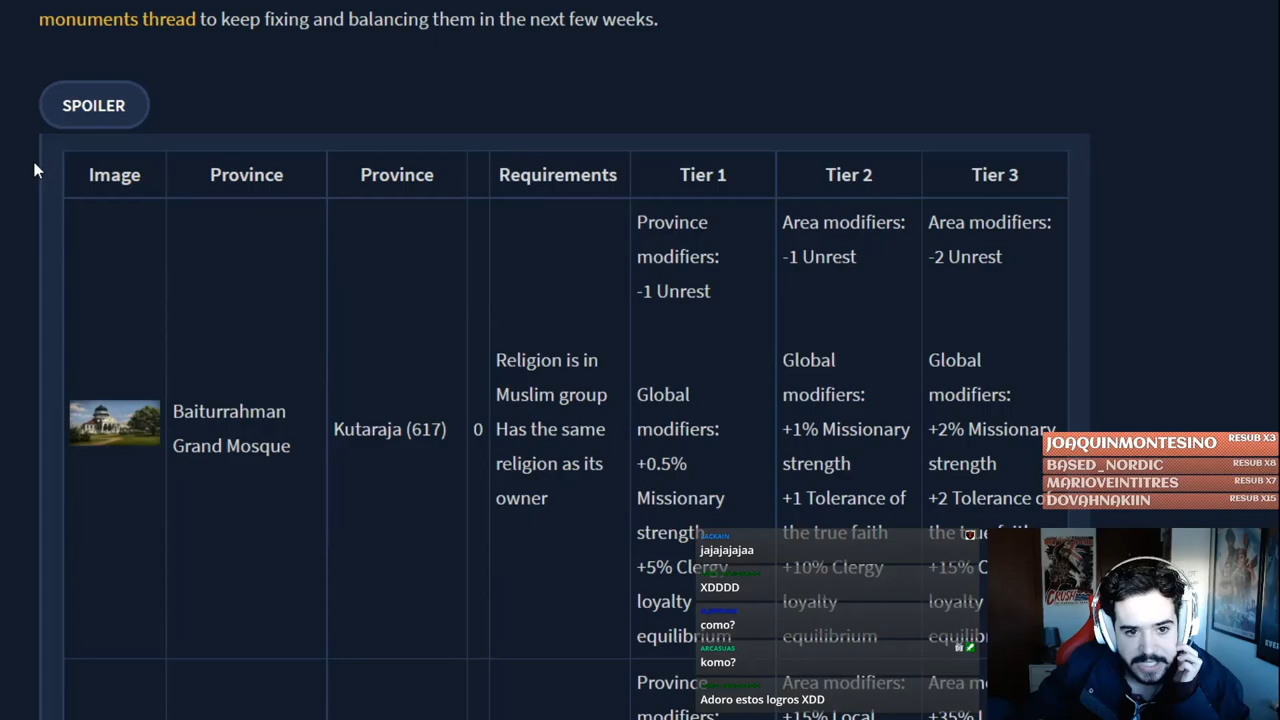 monuments thread to keep fixing and balancing them in the next few weeks.
SPOILER
Image Province Province Requirements Tier 1 Tier 2 Tier 3
Baiturrahman
Grand Mosque
Kutaraja (617)
0
Religion is in
Muslim group
Has the same
religion as its
owner
Province
modifiers:
-1 Unrest
Global
modifiers:
+0.5%
Missionary
strength
+5% Clergy
loyalty
equilibrium
Area modifiers:
-1 Unrest
Global
modifiers:
+1% Missionary
strength
+1 Tolerance of
the true faith
+10% Clergy
loyalty
equilibrium
Area modifiers:
-2 Unrest
Global
modifiers:
+2% Missionary
strength
+2 Tolerance of
the true faith
+15% C
loyalty
equilib
Province
modifiers:
Area modifiers:
+15% Local
Area m
+35% L
JOAQUINMONTESINO RESUB X3
BASED_NORDIC RESUB X8
MARIOVEINTITRES RESUB X7
DOVAHNAKIIN RESUB X15
JACKAIN
jajajajajaa
XDDDD
como?
ARCASUAS
komo?
Adoro estos logros XDD
CRUSH